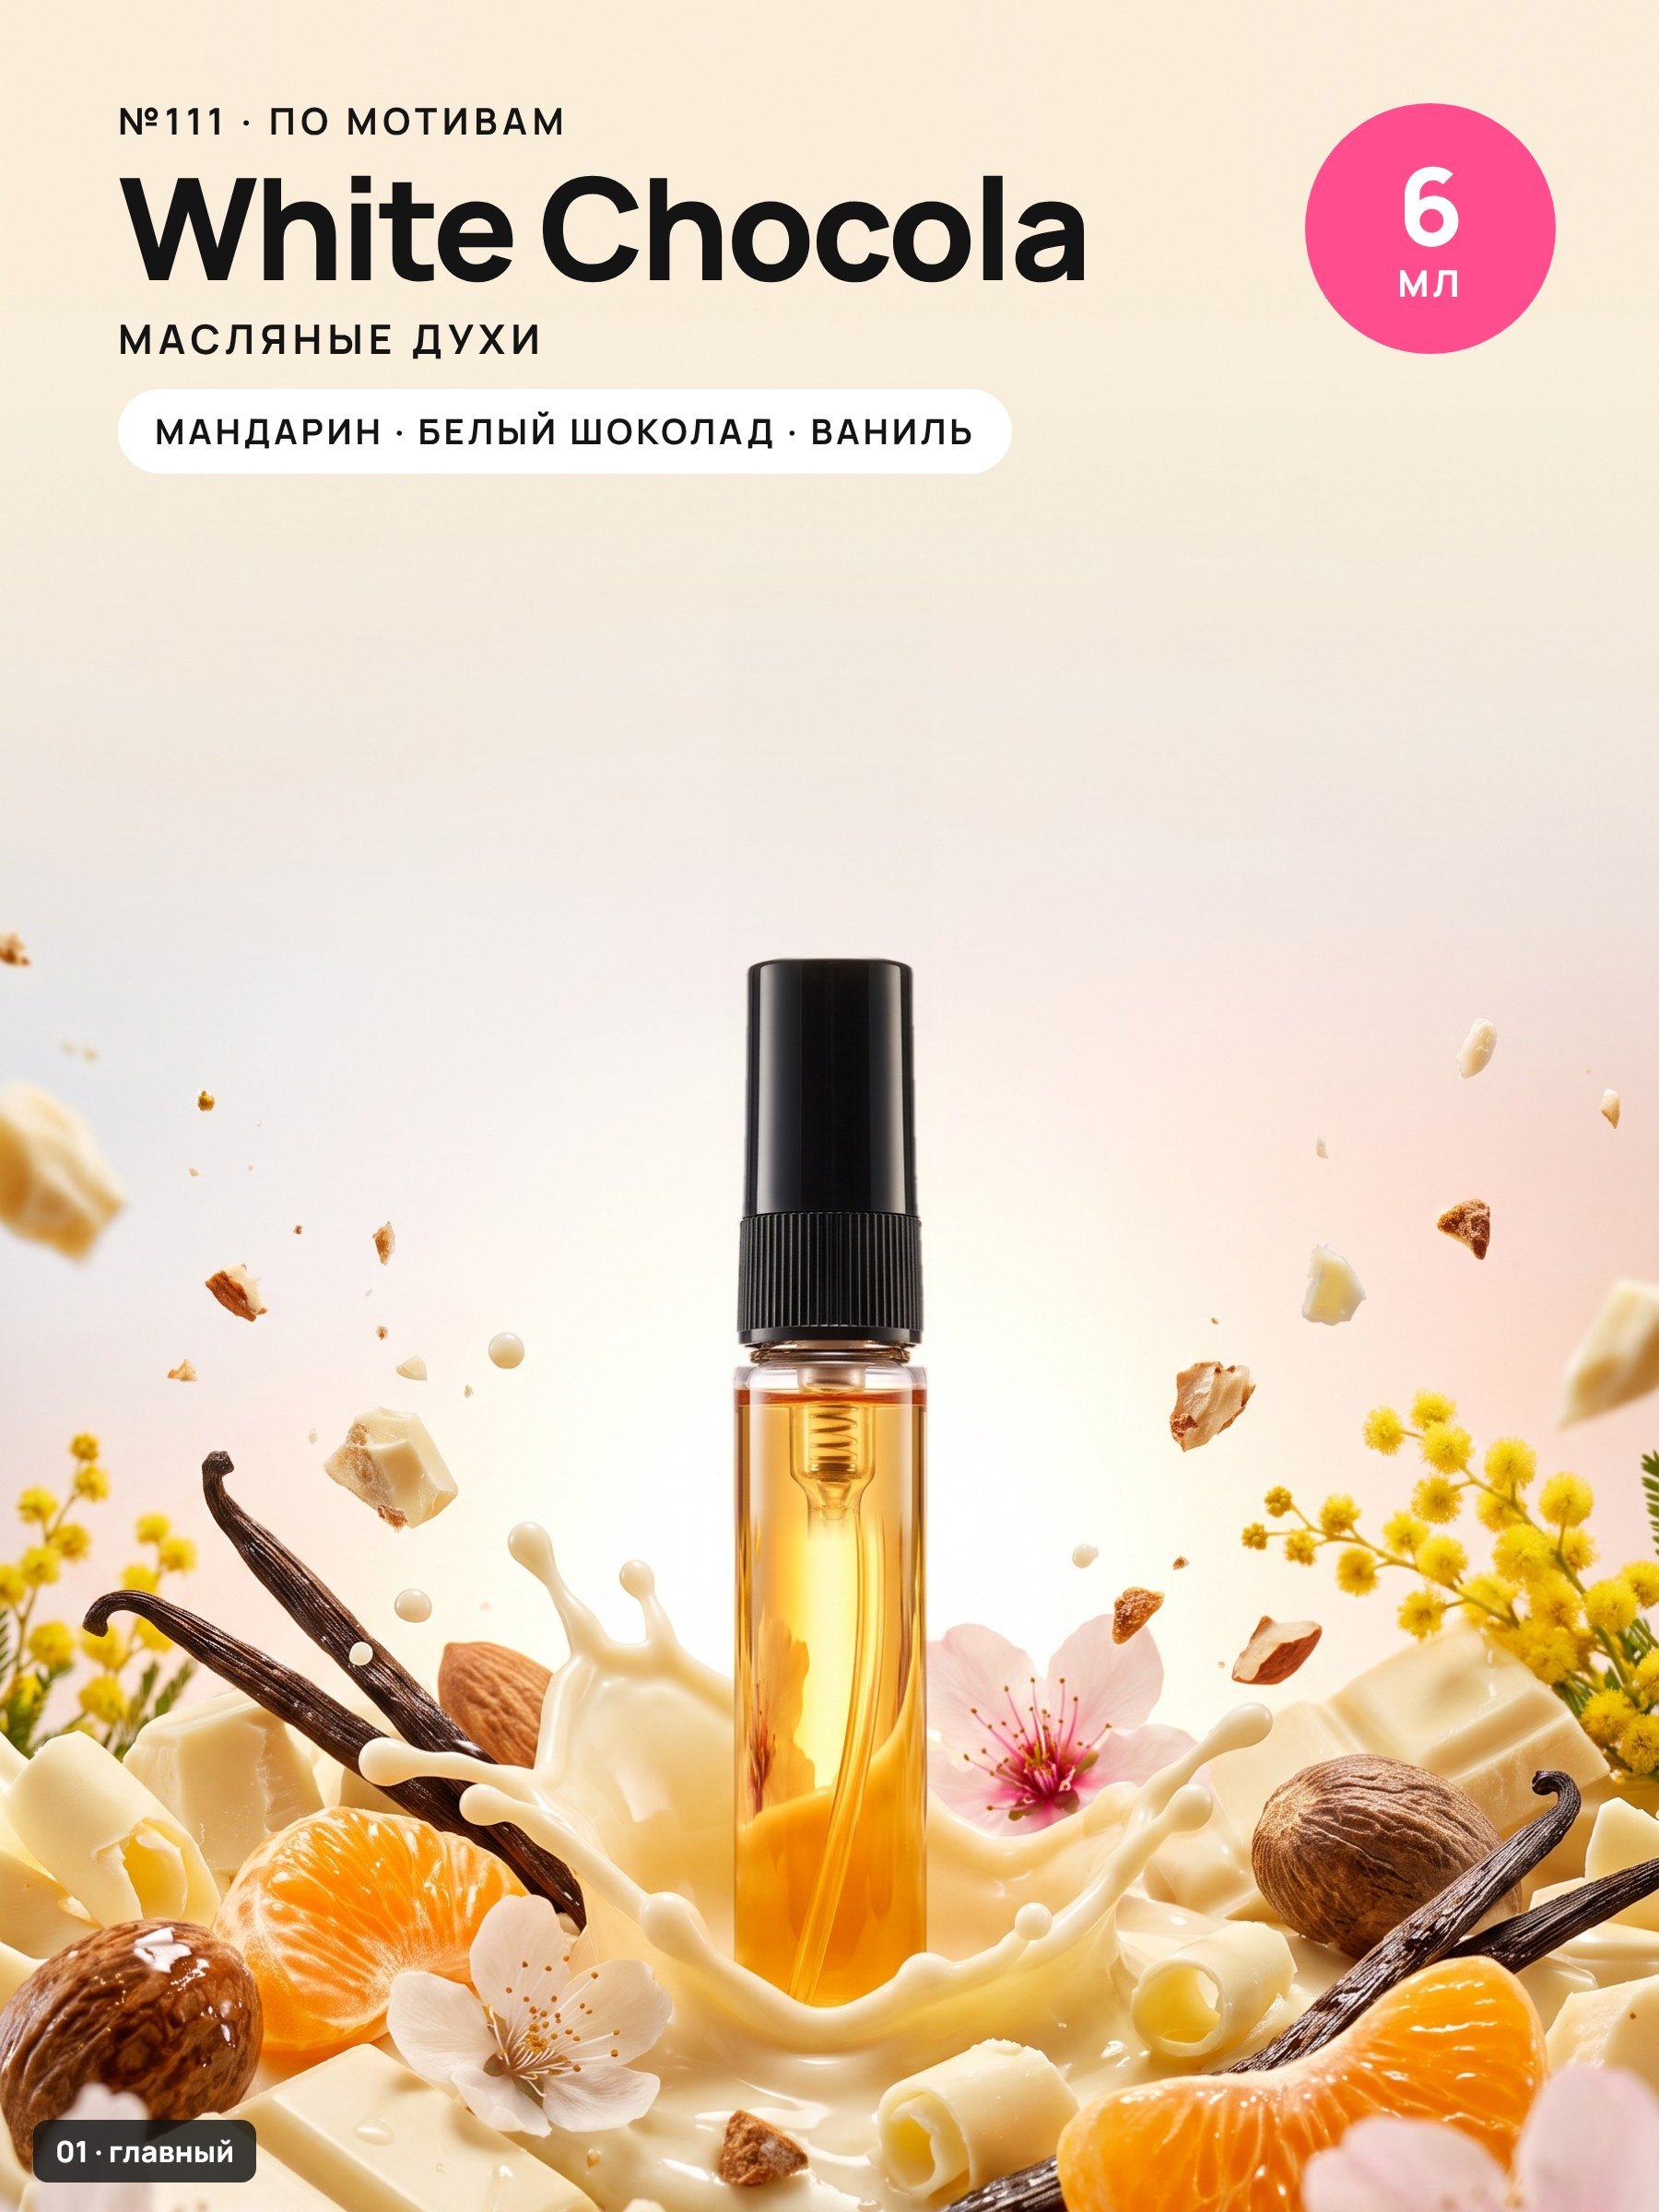 №111 · ПО МОТИВАМ
White Chocola
МАСЛЯНЫЕ ДУХИ
МАНДАРИН · БЕЛЫЙ ШОКОЛАД · ВАНИЛЬ
6
МЛ
01 · главный